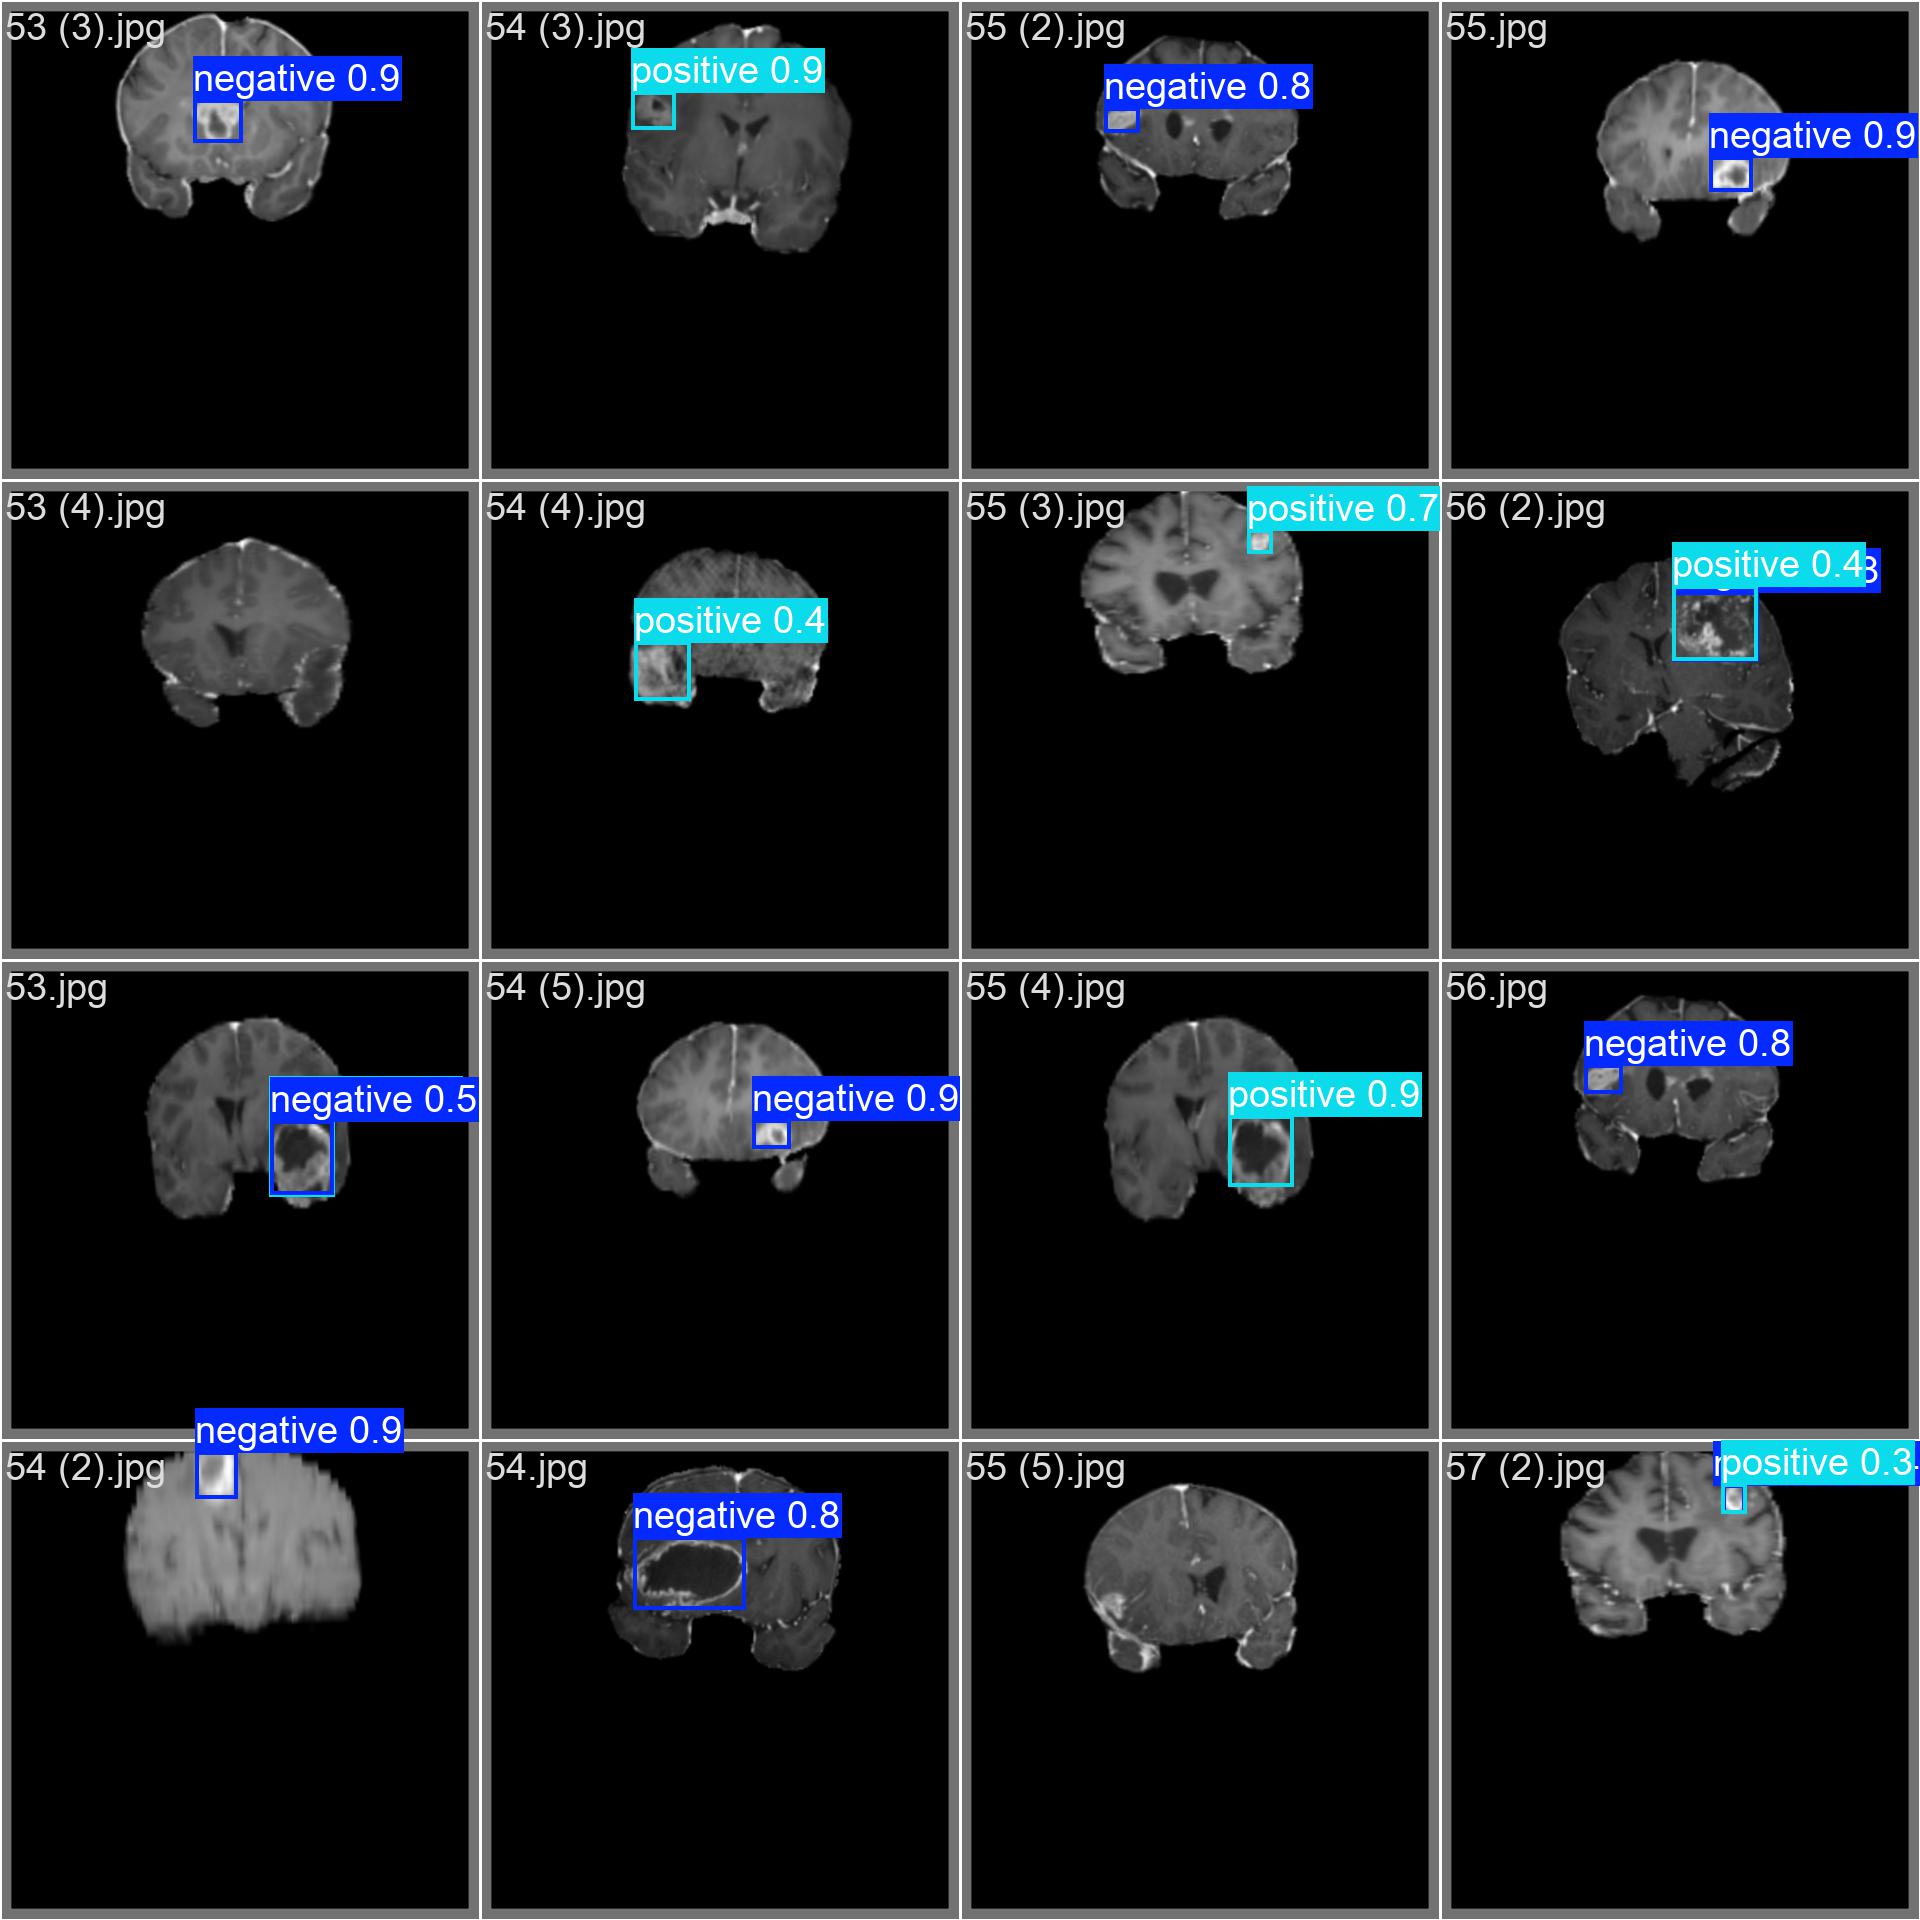 53 (3).jpg
negative 0.9
54 (3).jpg
positive 0.9
55 (2).jpg
negative 0.8
55.jpg
negative 0.9
53 (4).jpg
54 (4).jpg
positive 0.4
55 (3).jpg
positive 0.7
56 (2).jpg
positive 0.4
53.jpg
negative 0.5
54 (5).jpg
negative 0.9
55 (4).jpg
positive 0.9
56.jpg
negative 0.8
54 (2).jpg
negative 0.9
54.jpg
negative 0.8
55 (5).jpg
57 (2).jpg
positive 0.3